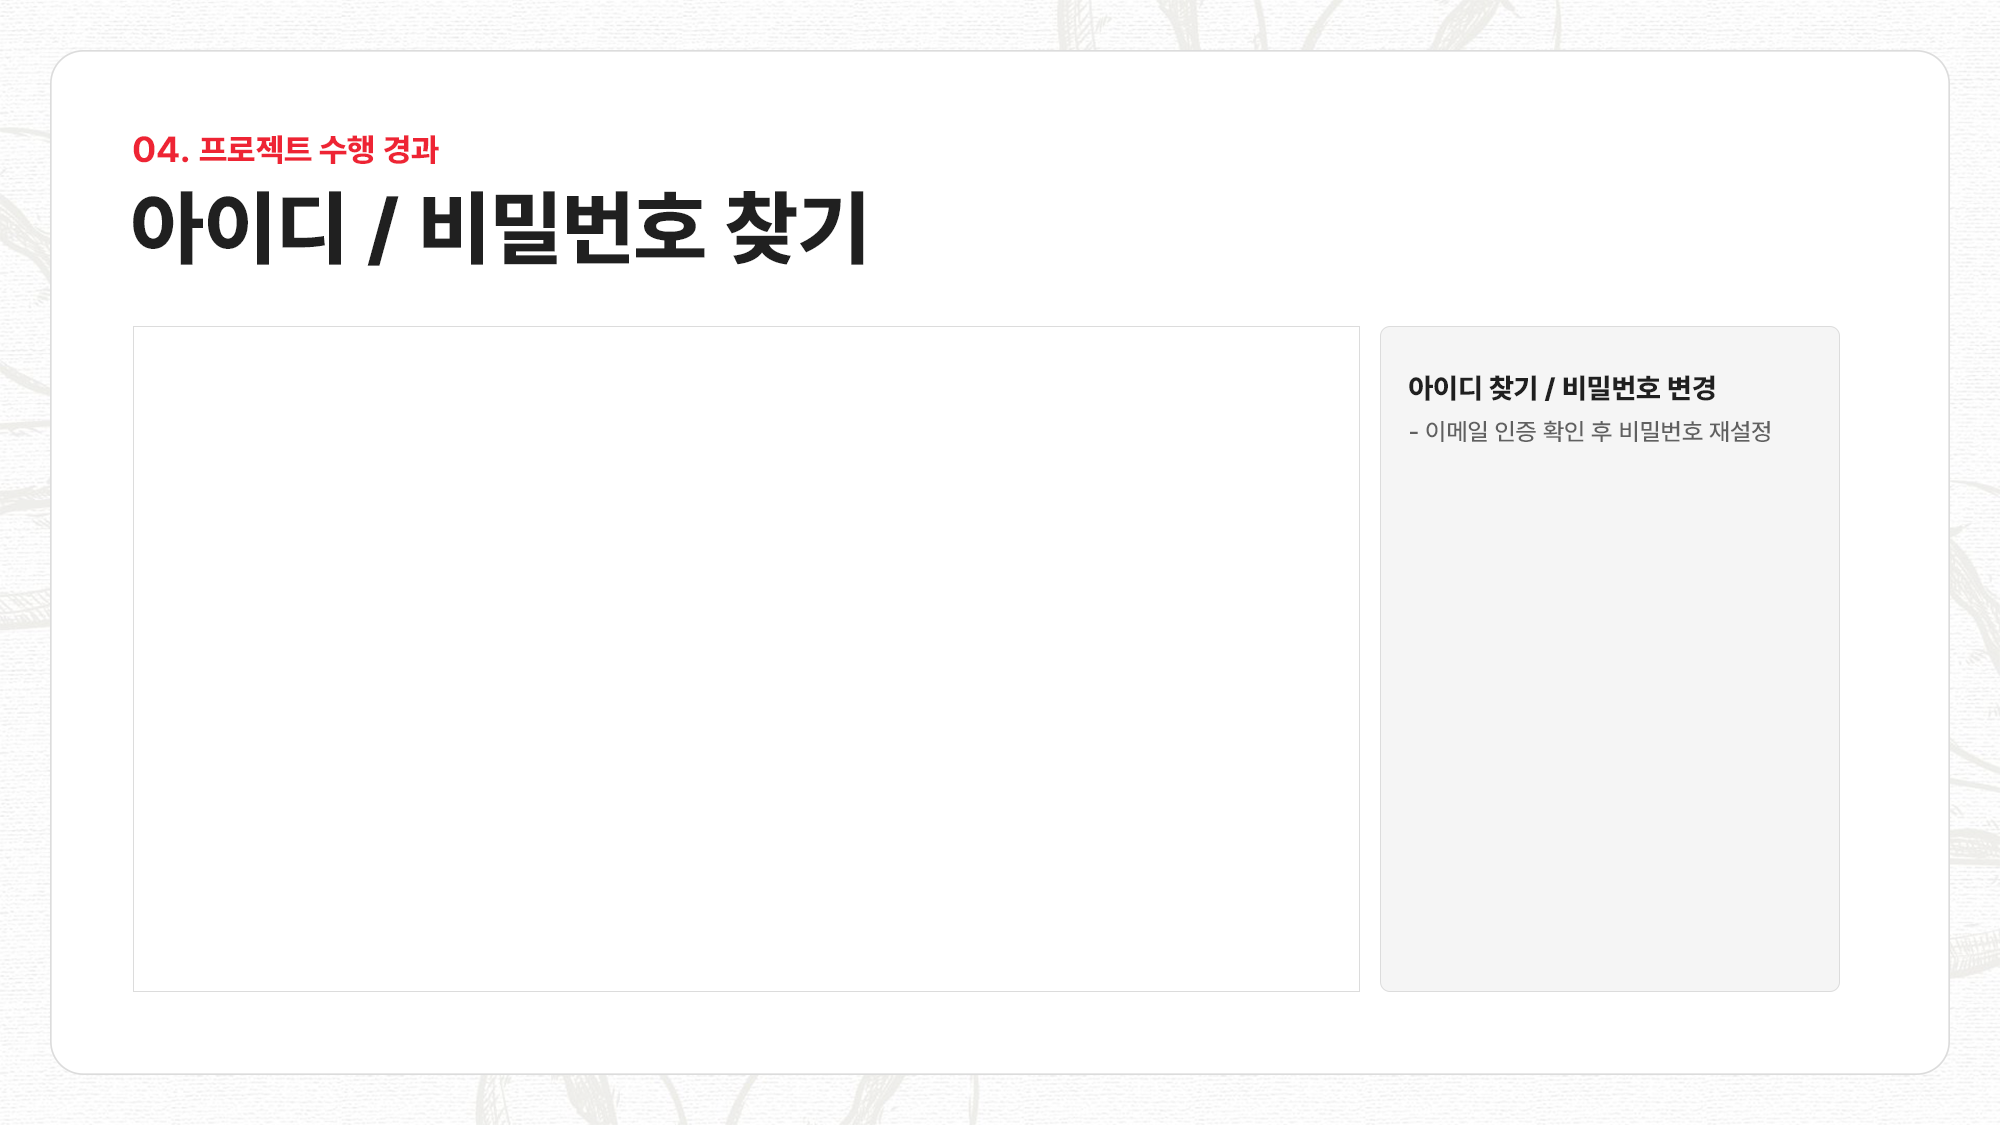 04. 프로젝트 수행 경과
아이디 / 비밀번호 찾기
아이디 찾기 / 비밀번호 변경
- 이메일 인증 확인 후 비밀번호 재설정